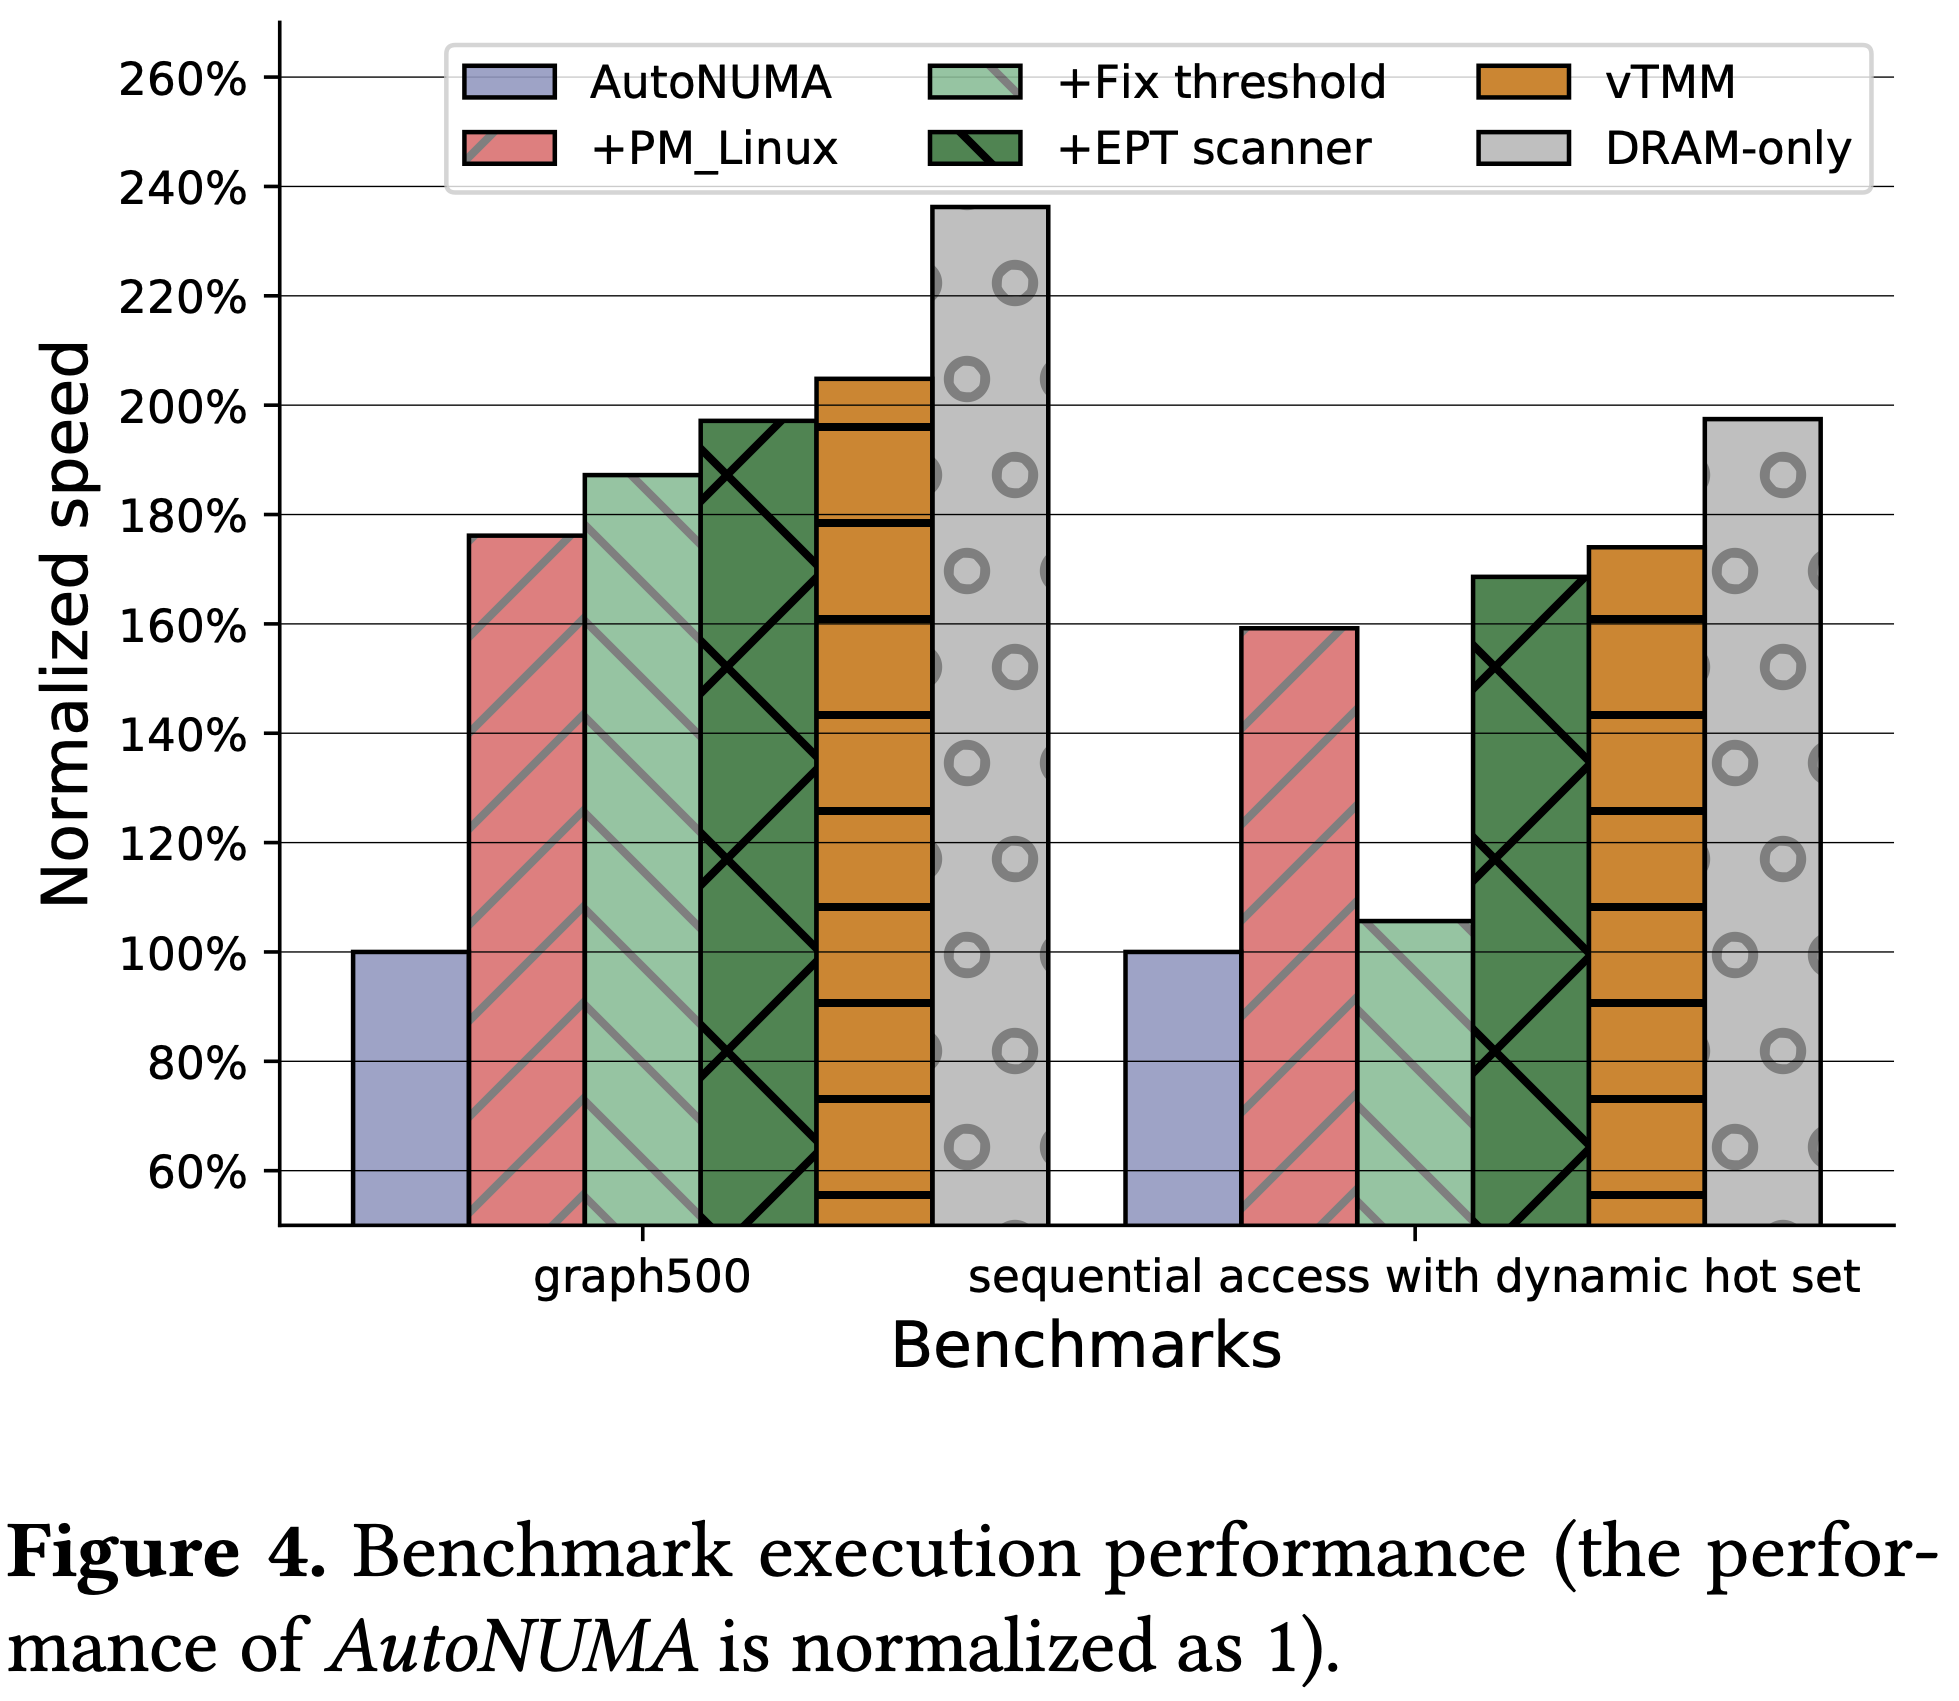 260%
240%
220%
200%
180%
160%
140%
120%
100%
80%
60%
Normalized speed
AutoNUMA
+PM_Linux
+Fix threshold
+EPT scanner
vTMM
DRAM-only
graph500
sequential access with dynamic hot set
Benchmarks
Figure 4. Benchmark execution performance (the perfor-
mance of AutoNUMA is normalized as 1).